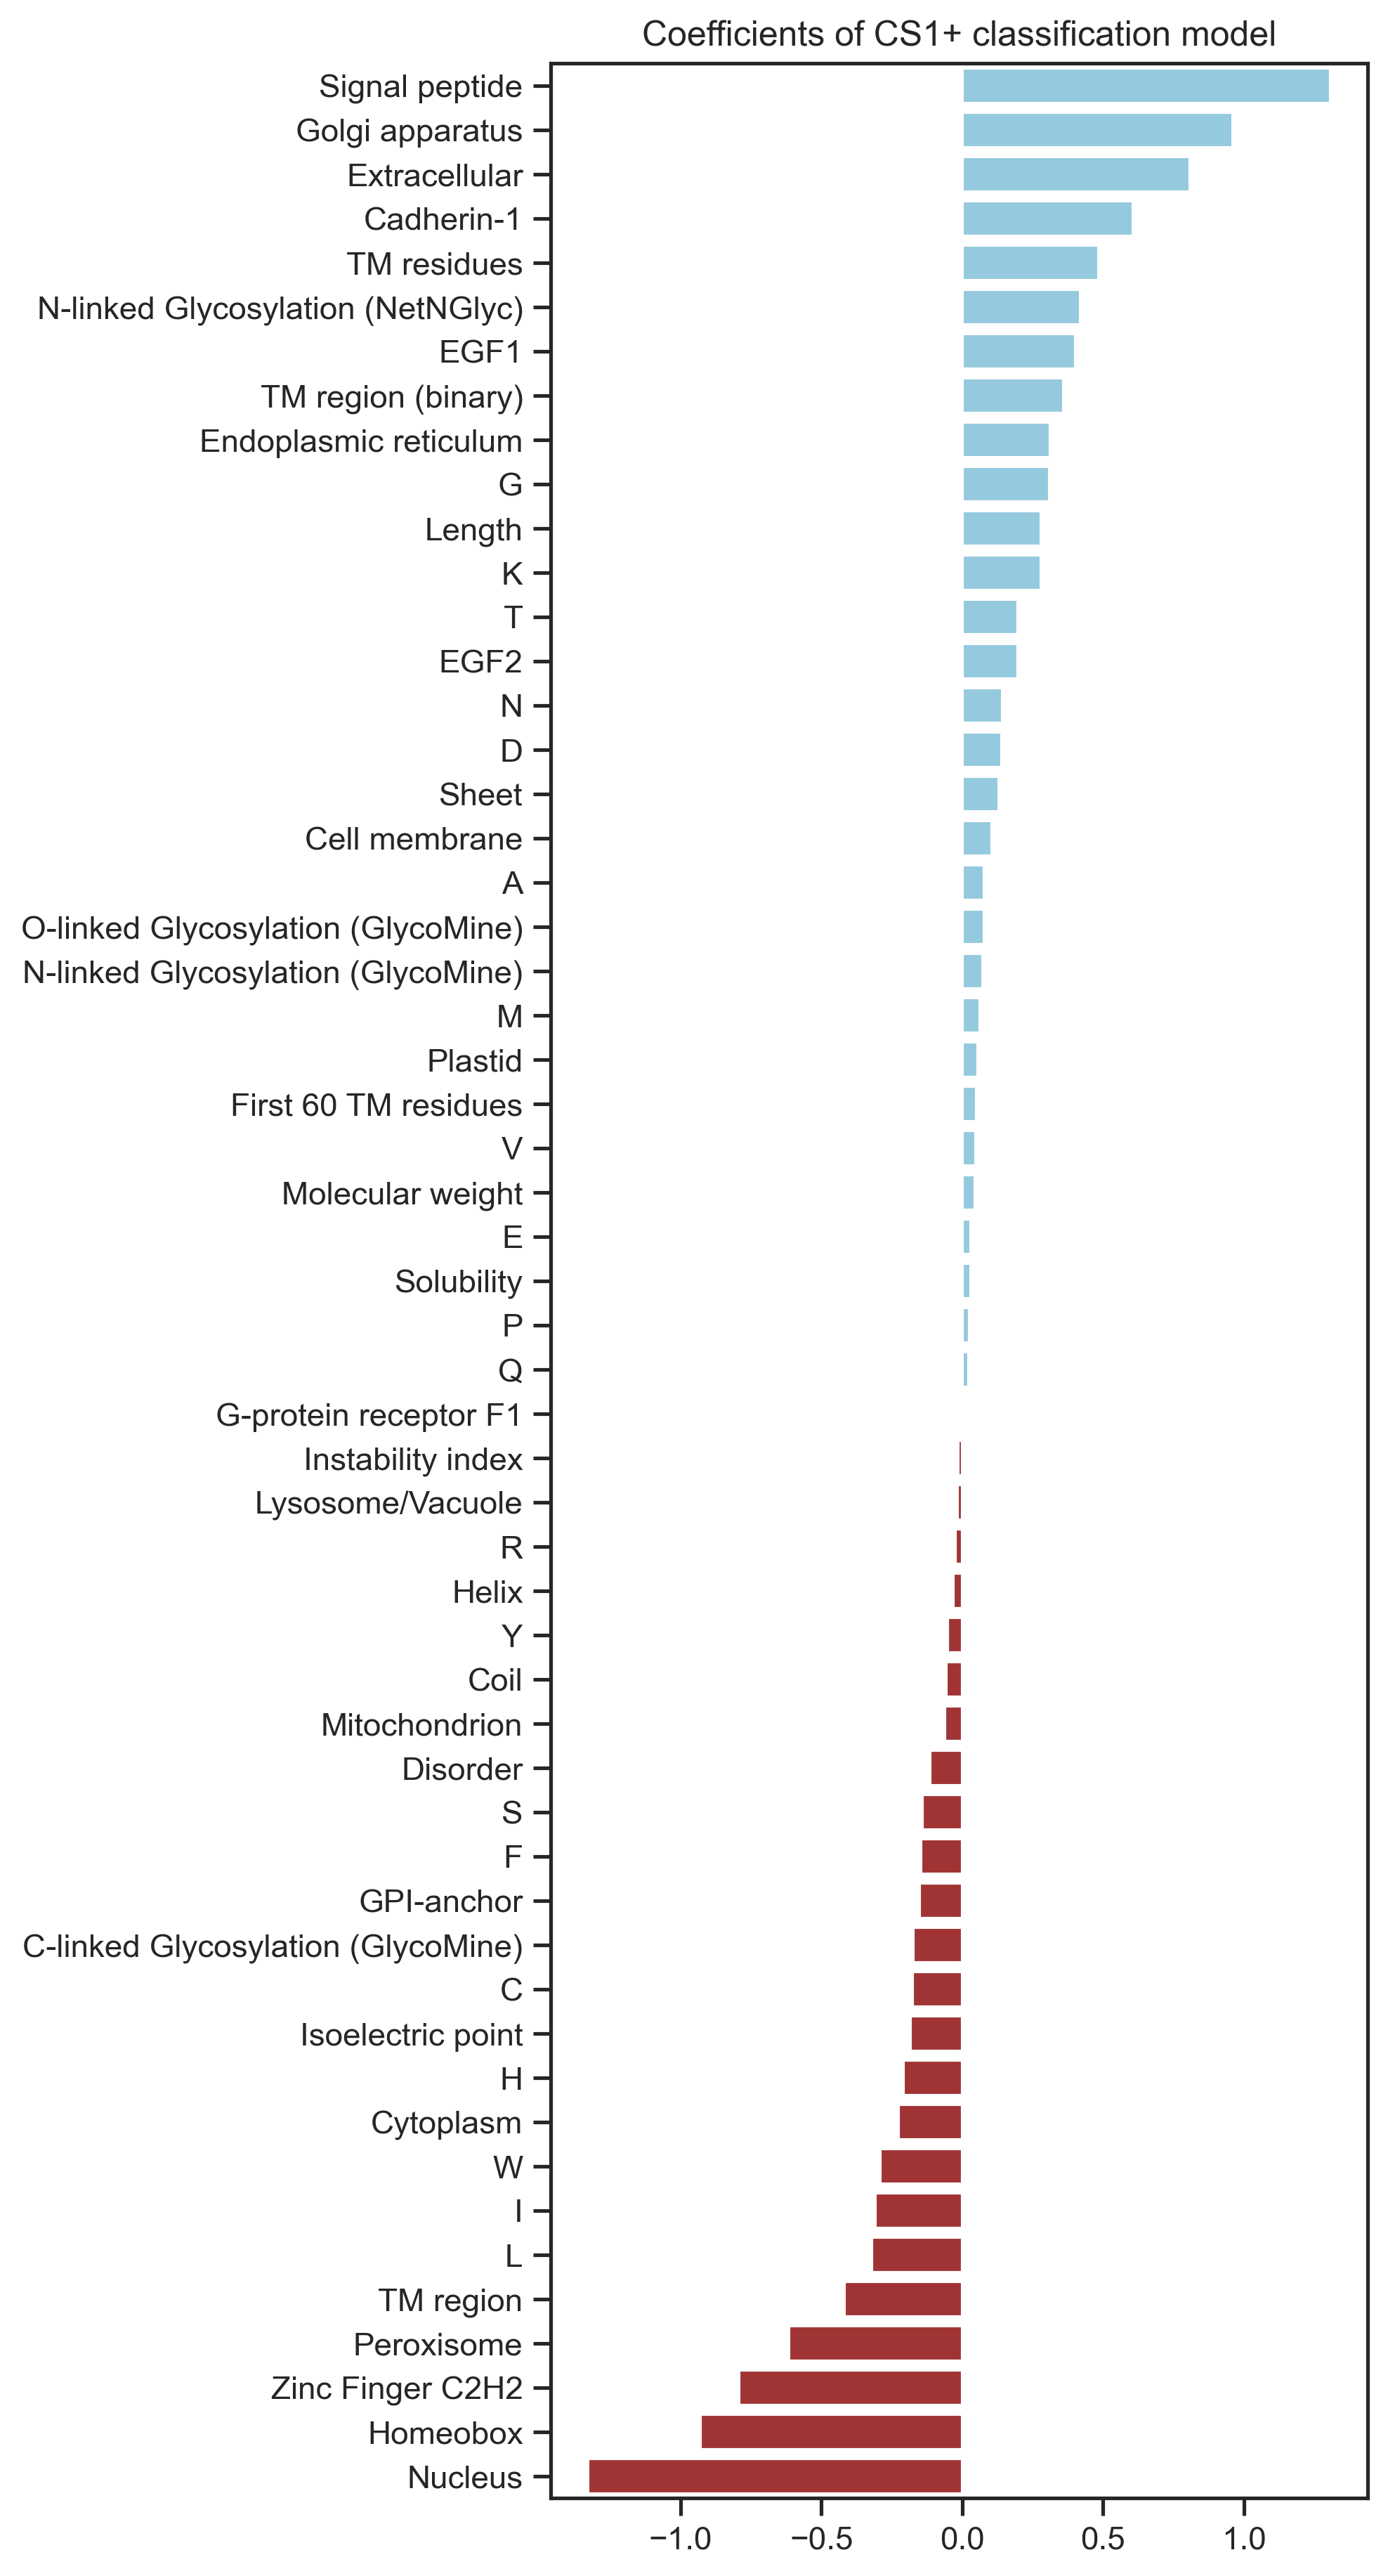 Coefficients of CS1+ classification model
Signal peptide
Golgi apparatus
Extracellular
Cadherin-1
TM residues
N-linked Glycosylation (NetNGlyc)
EGF1
TM region (binary)
Endoplasmic reticulum
G
Length
K
T
EGF2
N
D
Sheet
Cell membrane
A
O-linked Glycosylation (GlycoMine)
N-linked Glycosylation (GlycoMine)
M
Plastid
First 60 TM residues
V
Molecular weight
E
Solubility
P
Q
G-protein receptor F1
Instability index
Lysosome/Vacuole
R
Helix
Y
Coil
Mitochondrion
Disorder
S
F
GPI-anchor
C-linked Glycosylation (GlycoMine)
C
Isoelectric point
H
Cytoplasm
W
I
L
TM region
Peroxisome
Zinc Finger C2H2
Homeobox
Nucleus
−1.0 −0.5 0.0 0.5 1.0